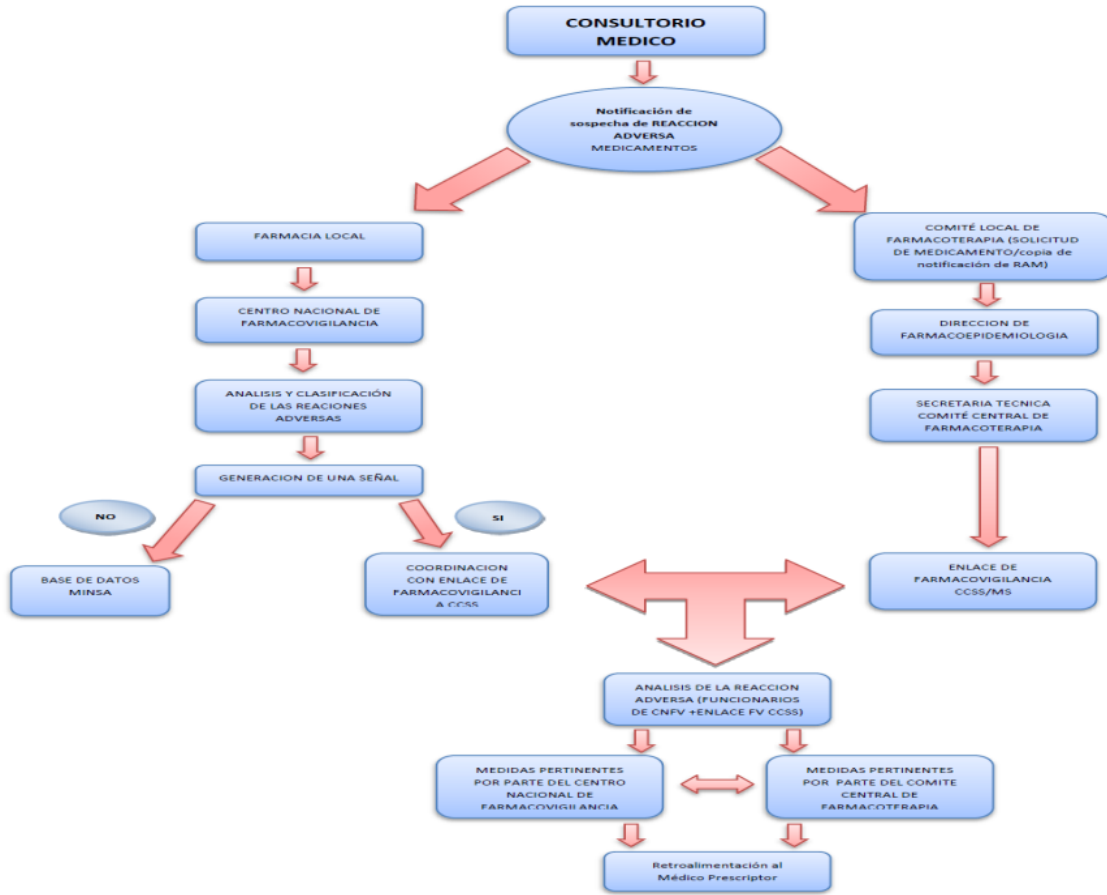 CONSULTORIO
MEDICO
Notificación de
sospecha de REACCION
ADVERSA
MEDICAMENTOS
FARMACIA LOCAL
COMITÉ LOCAL DE
FARMACOTERAPIA (SOLICITUD
DE MEDICAMENTO/copia de
notificación de RAM)
CENTRO NACIONAL DE
FARMACOVIGILANCIA
DIRECCION DE
FARMACOEPIDEMIOLOGIA
ANALISIS Y CLASIFICACIÓN
DE LAS REACIONES
ADVERSAS
SECRETARIA TECNICA
COMITÉ CENTRAL DE
FARMACOTERAPIA
GENERACION DE UNA SEÑAL
NO
SI
BASE DE DATOS
MINSA
COORDINACION
CON ENLACE DE
FARMACOVIGILANCI
A CCSS
ENLACE DE
FARMACOVIGILANCIA
CCSS/MS
ANALISIS DE LA REACCION
ADVERSA (FUNCIONARIOS
DE CNFV +ENLACE FV CCSS)
MEDIDAS PERTINENTES
POR PARTE DEL CENTRO
NACIONAL DE
FARMACOVIGILANCIA
MEDIDAS PERTINENTES
POR PARTE DEL COMITE
CENTRAL DE
FARMACOTERAPIA
Retroalimentación al
Médico Prescriptor